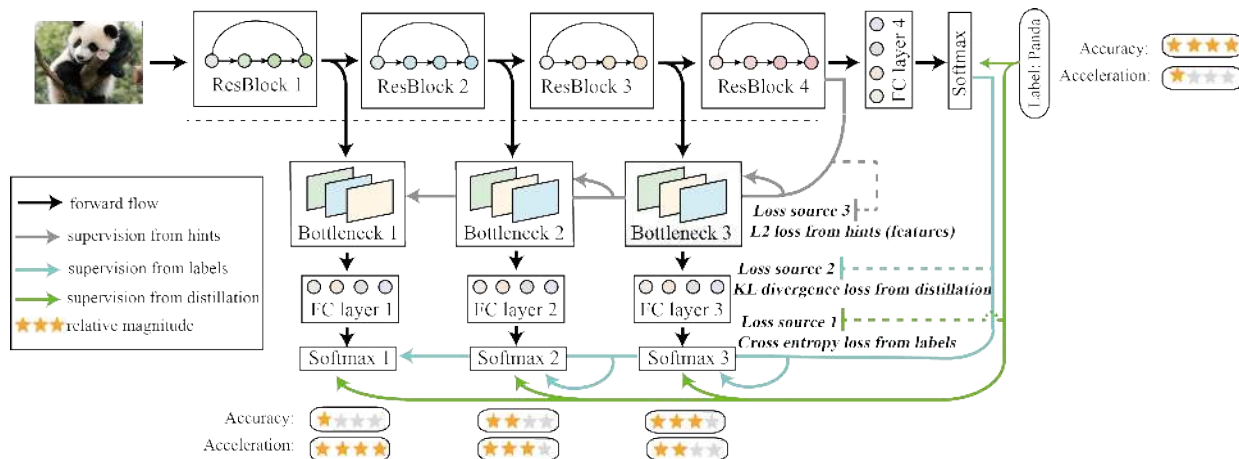 ResBlock 1
ResBlock 2
ResBlock 3
ResBlock 4
FC layer 4
Softmax
Label: Panda
Accuracy:
Acceleration:
forward flow
supervision from hints
supervision from labels
supervision from distillation
relative magnitude
Bottleneck 1
Bottleneck 2
Bottleneck 3
Loss source 3
L2 loss from hints (features)
Loss source 2
KL divergence loss from distillation
Loss source 1
Cross entropy loss from labels
FC layer 1
FC layer 2
FC layer 3
Softmax 1
Softmax 2
Softmax 3
Accuracy:
Acceleration: